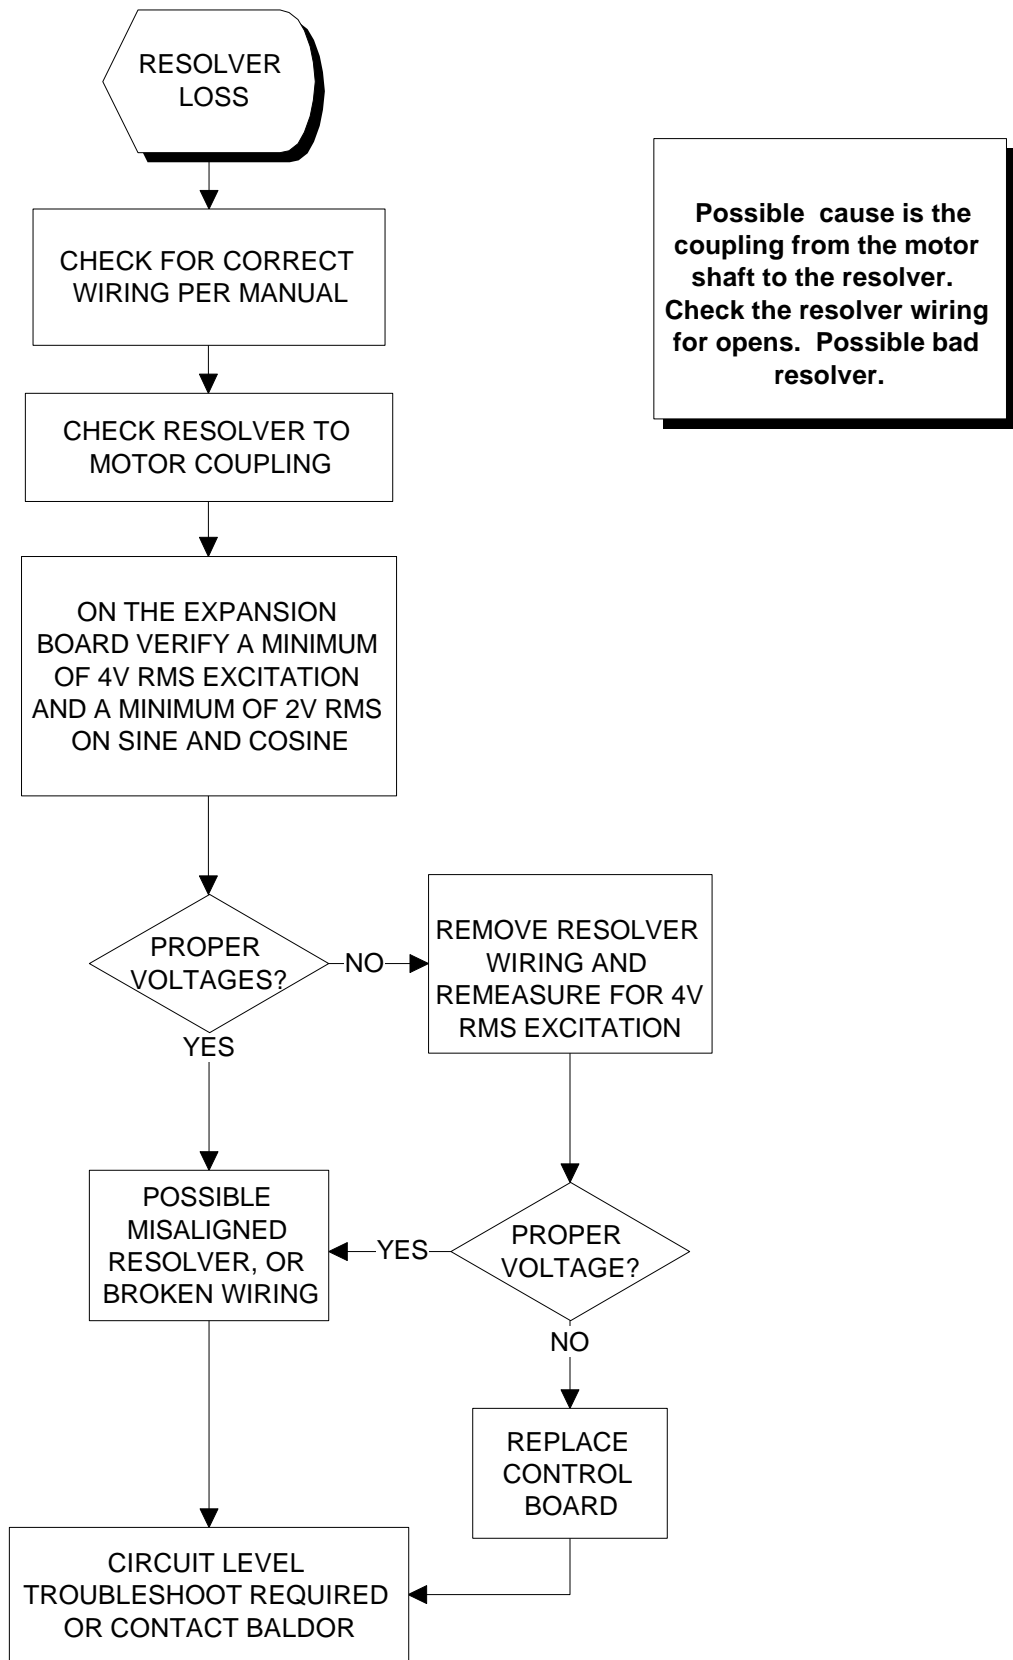 RESOLVER
LOSS
Possible cause is the
coupling from the motor
shaft to the resolver.
Check the resolver wiring
for opens. Possible bad
resolver.
CHECK FOR CORRECT
WIRING PER MANUAL
CHECK RESOLVER TO
MOTOR COUPLING
ON THE EXPANSION
BOARD VERIFY A MINIMUM
OF 4V RMS EXCITATION
AND A MINIMUM OF 2V RMS
ON SINE AND COSINE
PROPER
VOLTAGES?
NO
REMOVE RESOLVER
WIRING AND
REMEASURE FOR 4V
RMS EXCITATION
YES
POSSIBLE
MISALIGNED
RESOLVER, OR
BROKEN WIRING
YES
PROPER
VOLTAGE?
NO
REPLACE
CONTROL
BOARD
CIRCUIT LEVEL
TROUBLESHOOT REQUIRED
OR CONTACT BALDOR